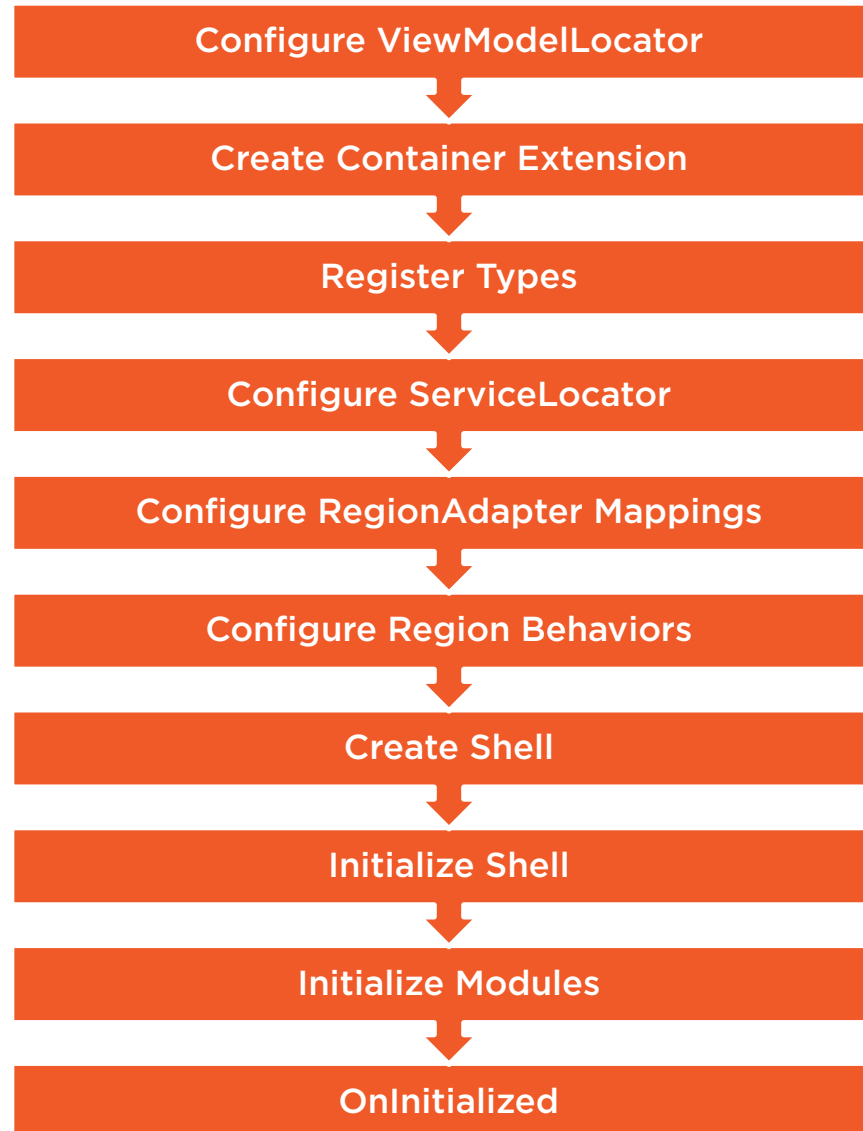 Configure ViewModelLocator
Create Container Extension
Register Types
Configure ServiceLocator
Configure RegionAdapter Mappings
Configure Region Behaviors
Create Shell
Initialize Shell
Initialize Modules
OnInitialized